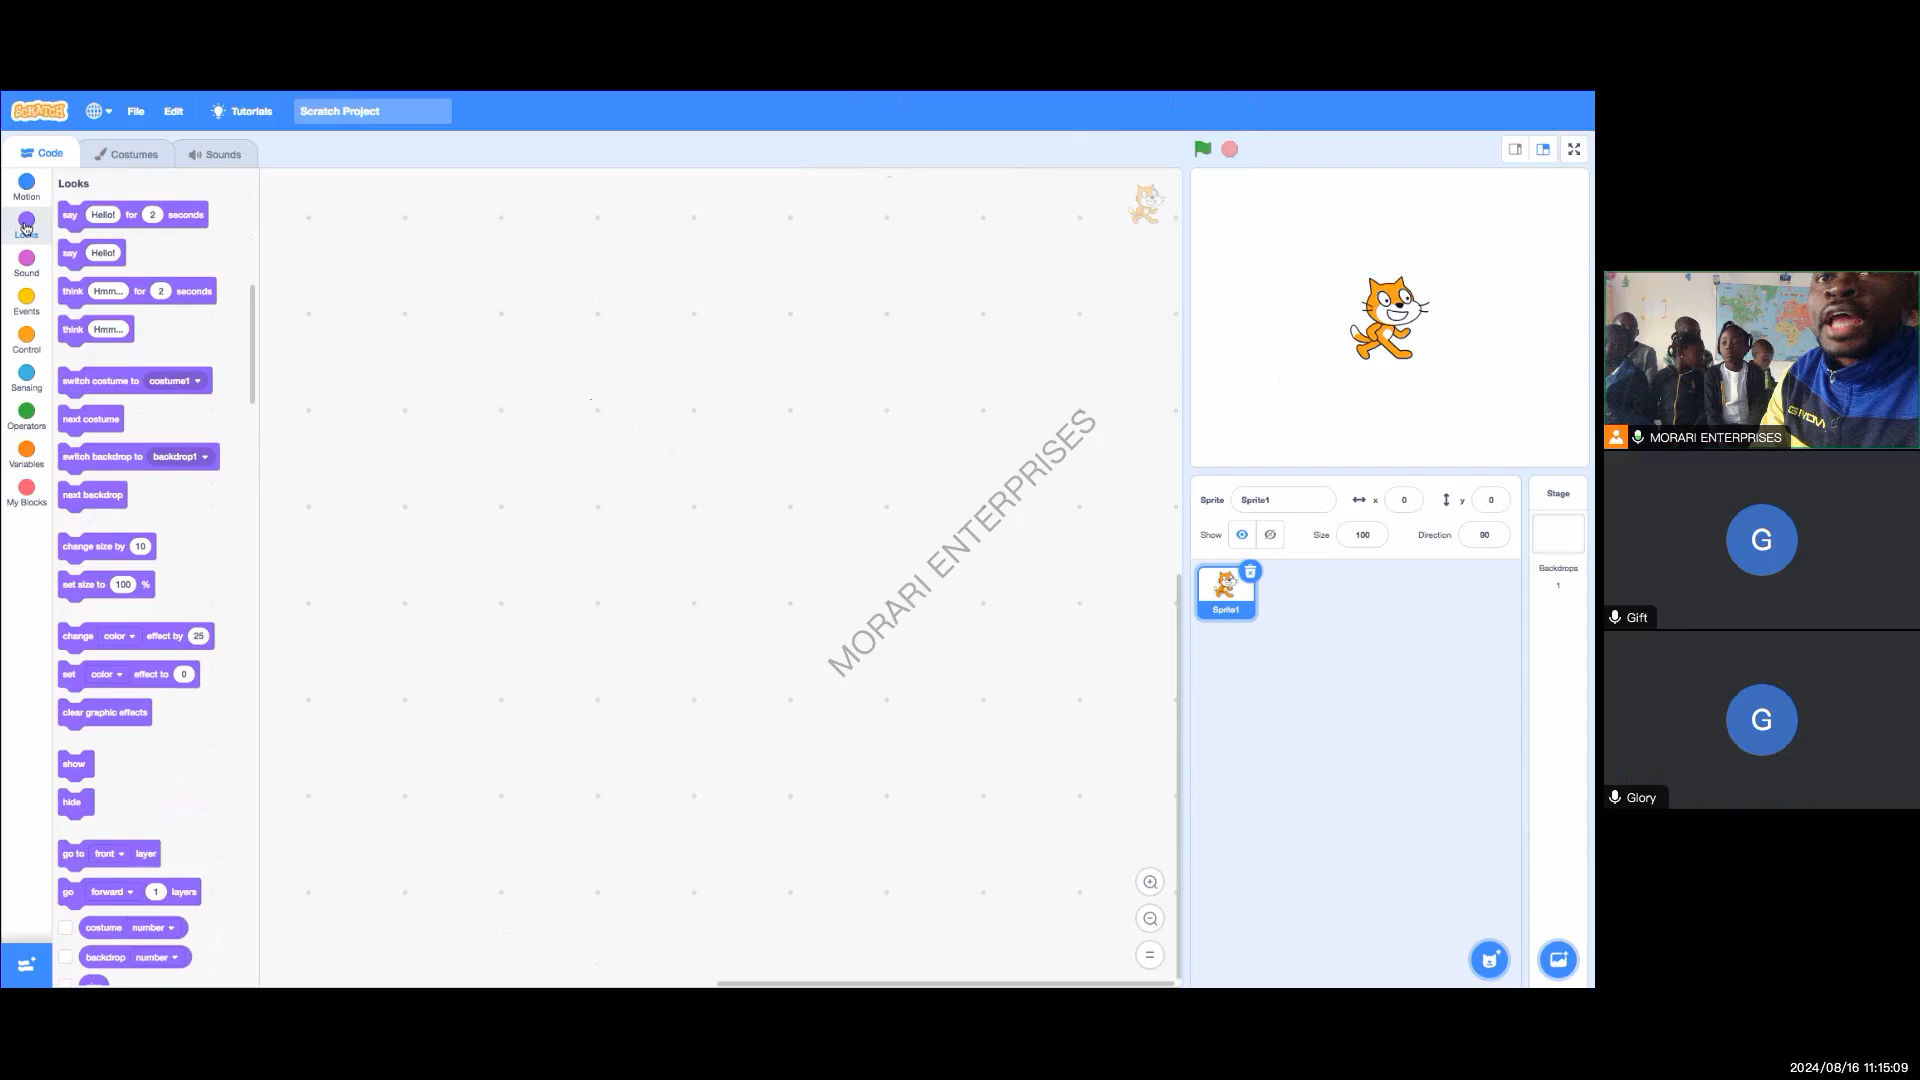 SCRATCH
File
Edit
Tutorials
Scratch Project
Code
Costumes
Sounds
Motion
Looks
Sound
Events
Control
Sensing
Operators
Variables
My Blocks
Looks
say Hello! for 2 seconds
say Hello!
think Hmm... for 2 seconds
think Hmm...
switch costume to costume1
next costume
switch backdrop to backdrop1
next backdrop
change size by 10
set size to 100 %
change color effect by 25
set color effect to 0
clear graphic effects
show
hide
go to front layer
go forward 1 layers
costume number
backdrop number
MORARI ENTERPRISES
Sprite Sprite1 x 0 y 0
Show Size 100 Direction 90
Sprite1
Stage
Backdrops
1
MORARI ENTERPRISES
G
Gift
G
Glory
2024/08/16 11:15:09